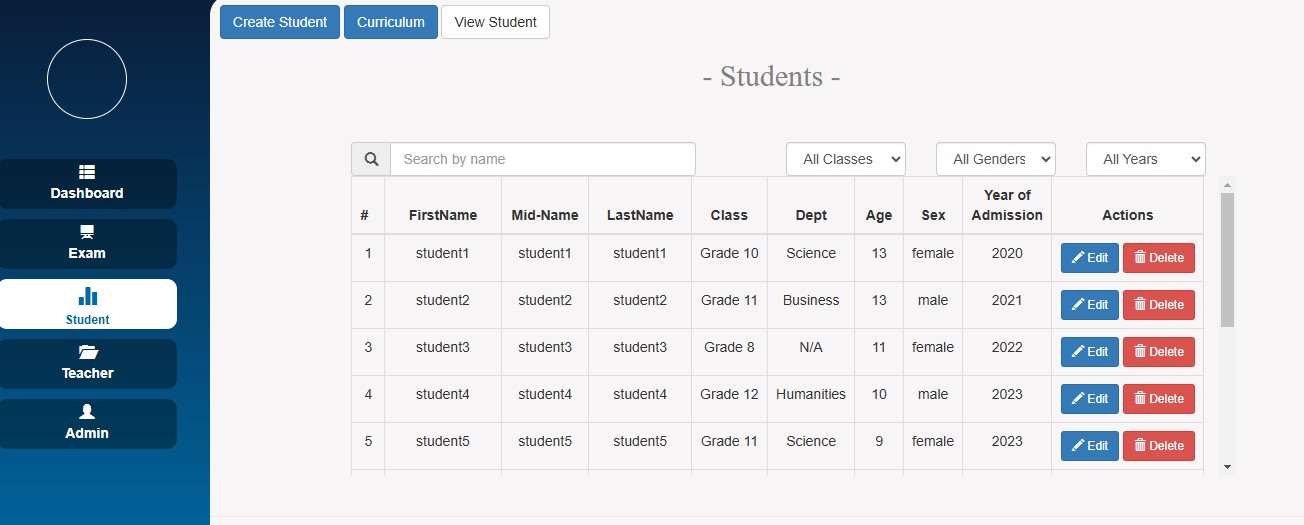 Create Student Curriculum View Student
- Students -
Dashboard
Exam
Student
Teacher
Admin
Search by name All Classes All Genders All Years
# FirstName Mid-Name LastName Class Dept Age Sex Year of Admission Actions
1 student1 student1 student1 Grade 10 Science 13 female 2020 Edit Delete
2 student2 student2 student2 Grade 11 Business 13 male 2021 Edit Delete
3 student3 student3 student3 Grade 8 N/A 11 female 2022 Edit Delete
4 student4 student4 student4 Grade 12 Humanities 10 male 2023 Edit Delete
5 student5 student5 student5 Grade 11 Science 9 female 2023 Edit Delete